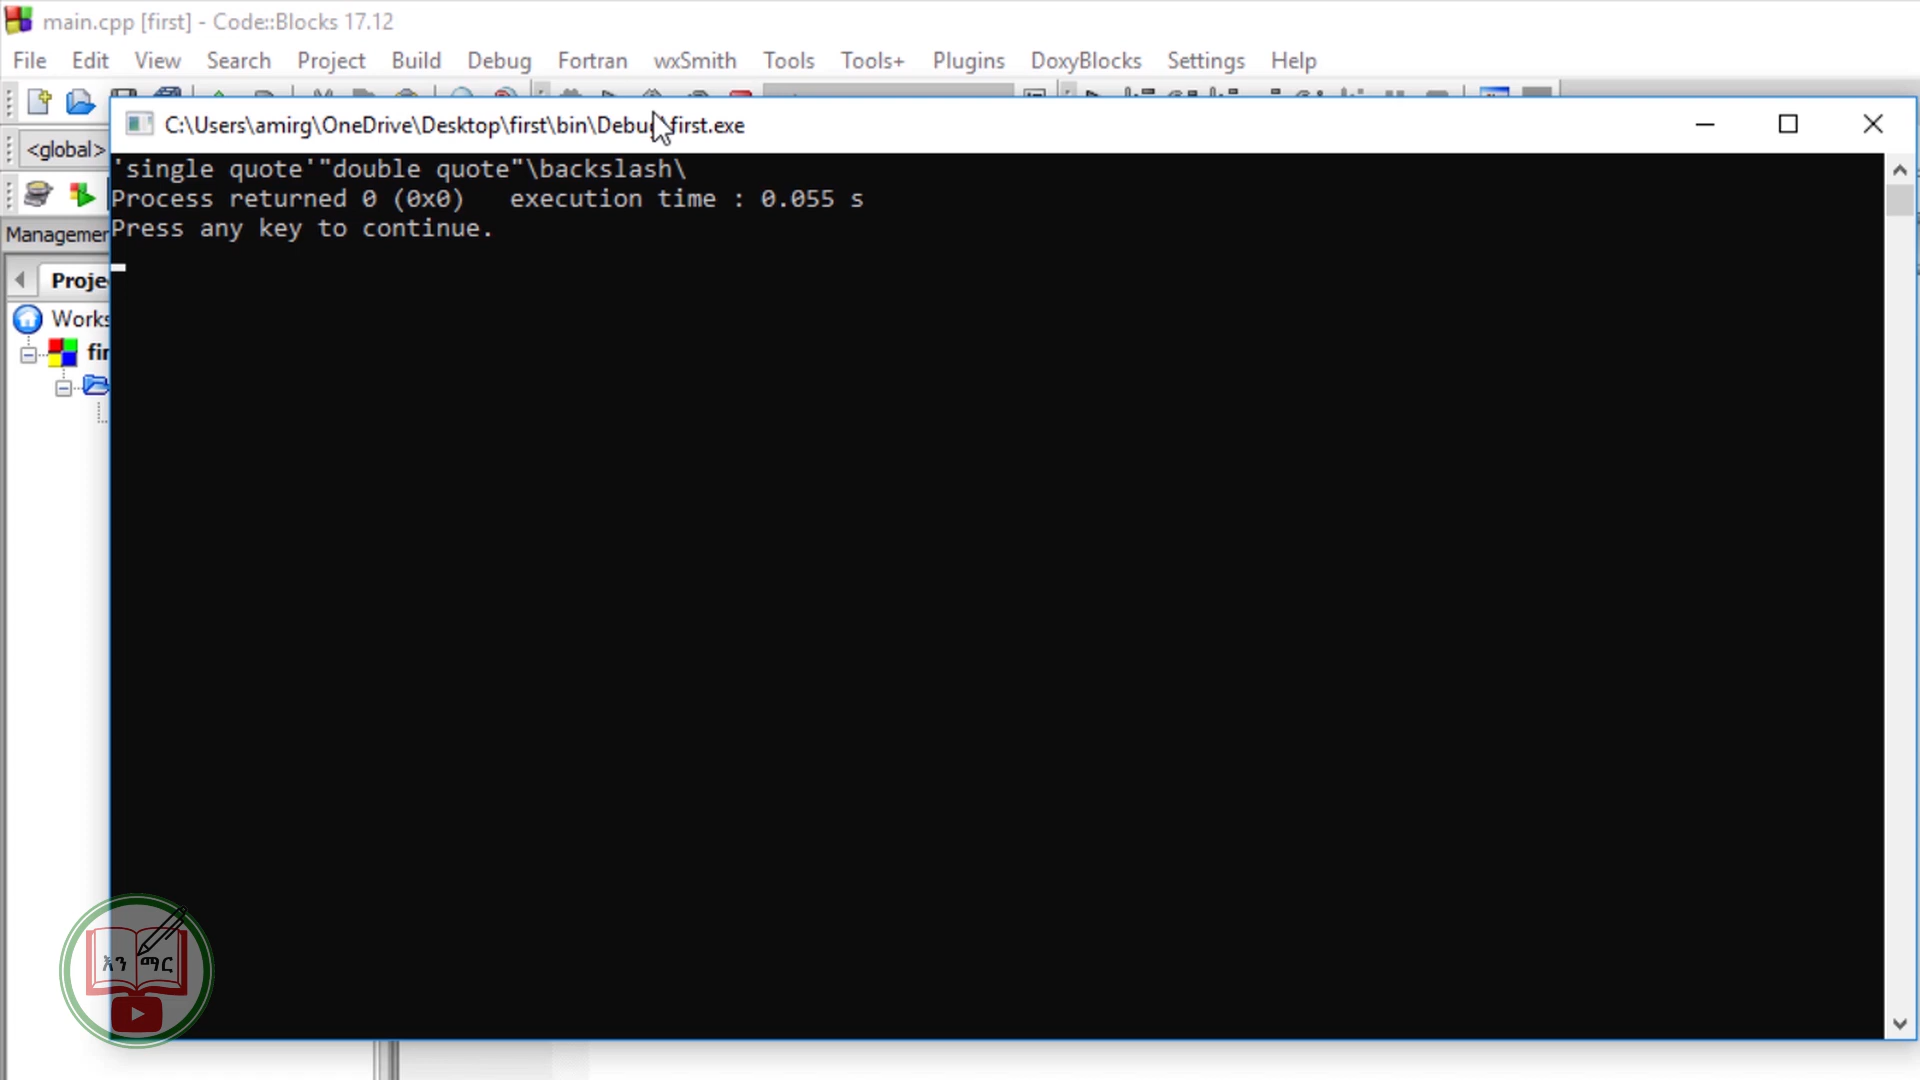 main.cpp [first] - Code::Blocks 17.12
File Edit View Search Project Build Debug Fortran wxSmith Tools Tools+ Plugins DoxyBlocks Settings Help
C:\Users\amirg\OneDrive\Desktop\first\bin\Debu first.exe
<global>
'single quote'"double quote"\backslash\
Process returned 0 (0x0) execution time : 0.055 s
Press any key to continue.
Managemen
Proje
Works
fir
እን ማር